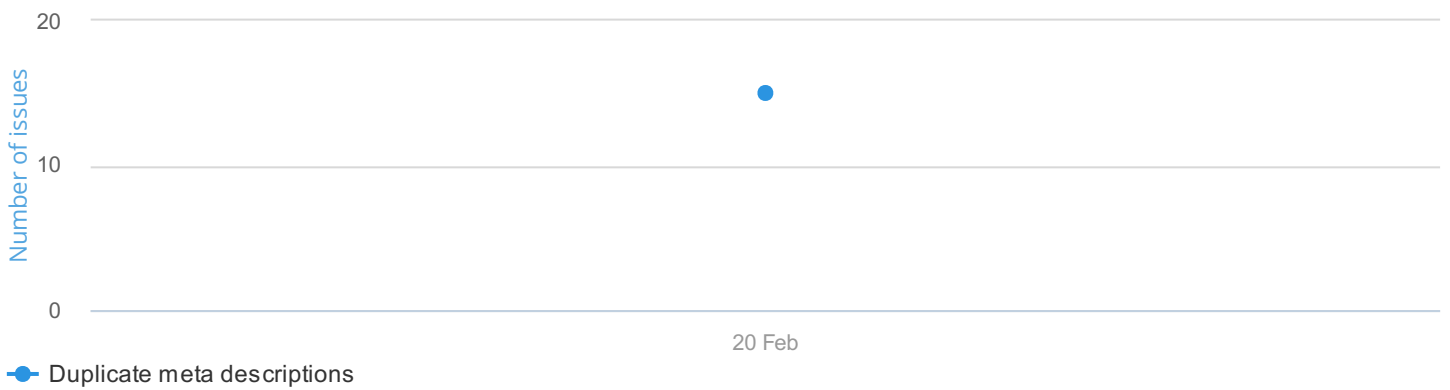 20
Number of issues
10
0
20 Feb
Duplicate meta descriptions